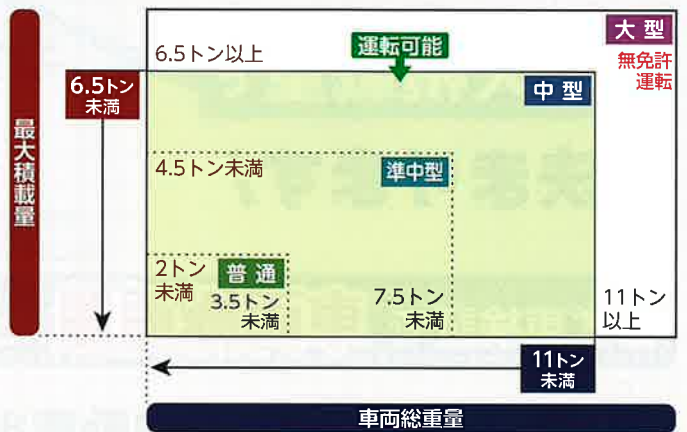 大型
無免許
運転
6.5トン以上
運転可能
6.5トン
未満
中型
最大積載量
4.5トン未満
準中型
2トン
未満
普通
3.5トン
未満
7.5トン
未満
11トン
以上
11トン
未満
車両総重量